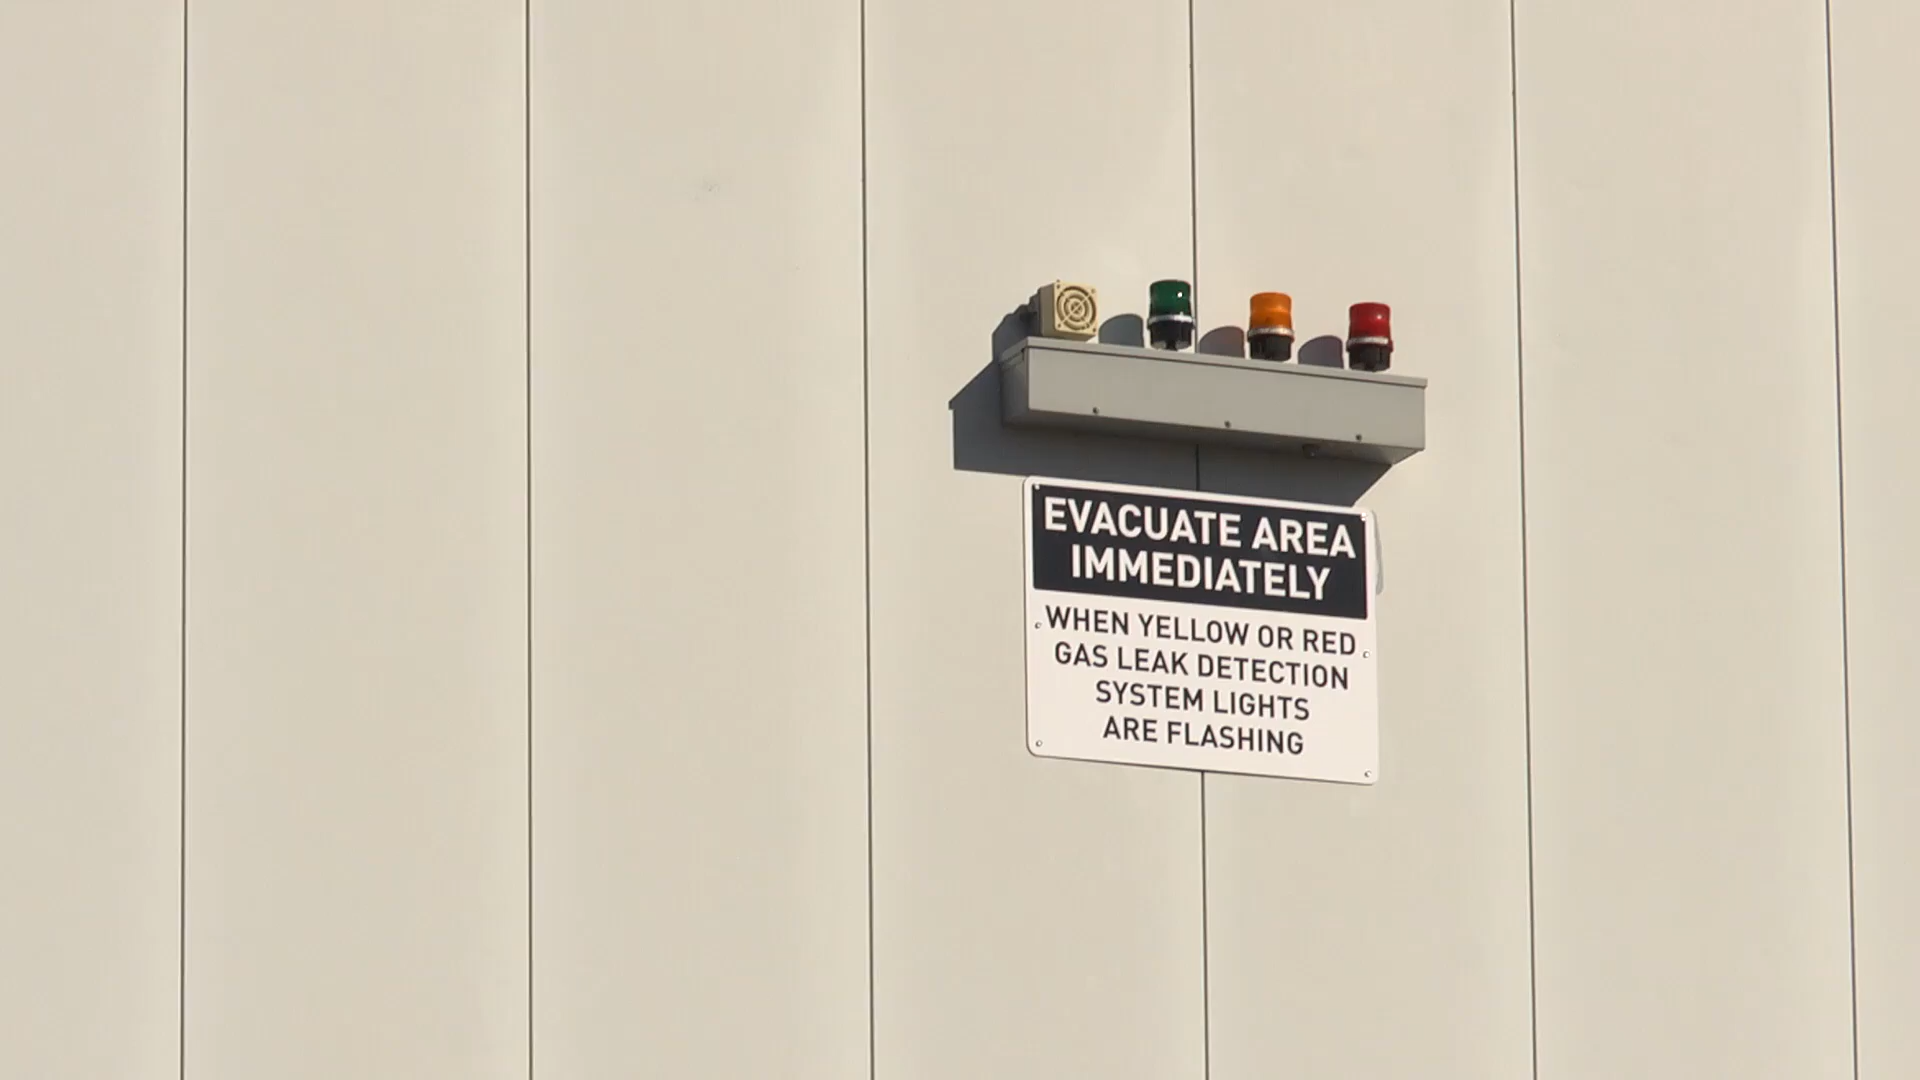 EVACUATE AREA
IMMEDIATELY
WHEN YELLOW OR RED
GAS LEAK DETECTION
SYSTEM LIGHTS
ARE FLASHING